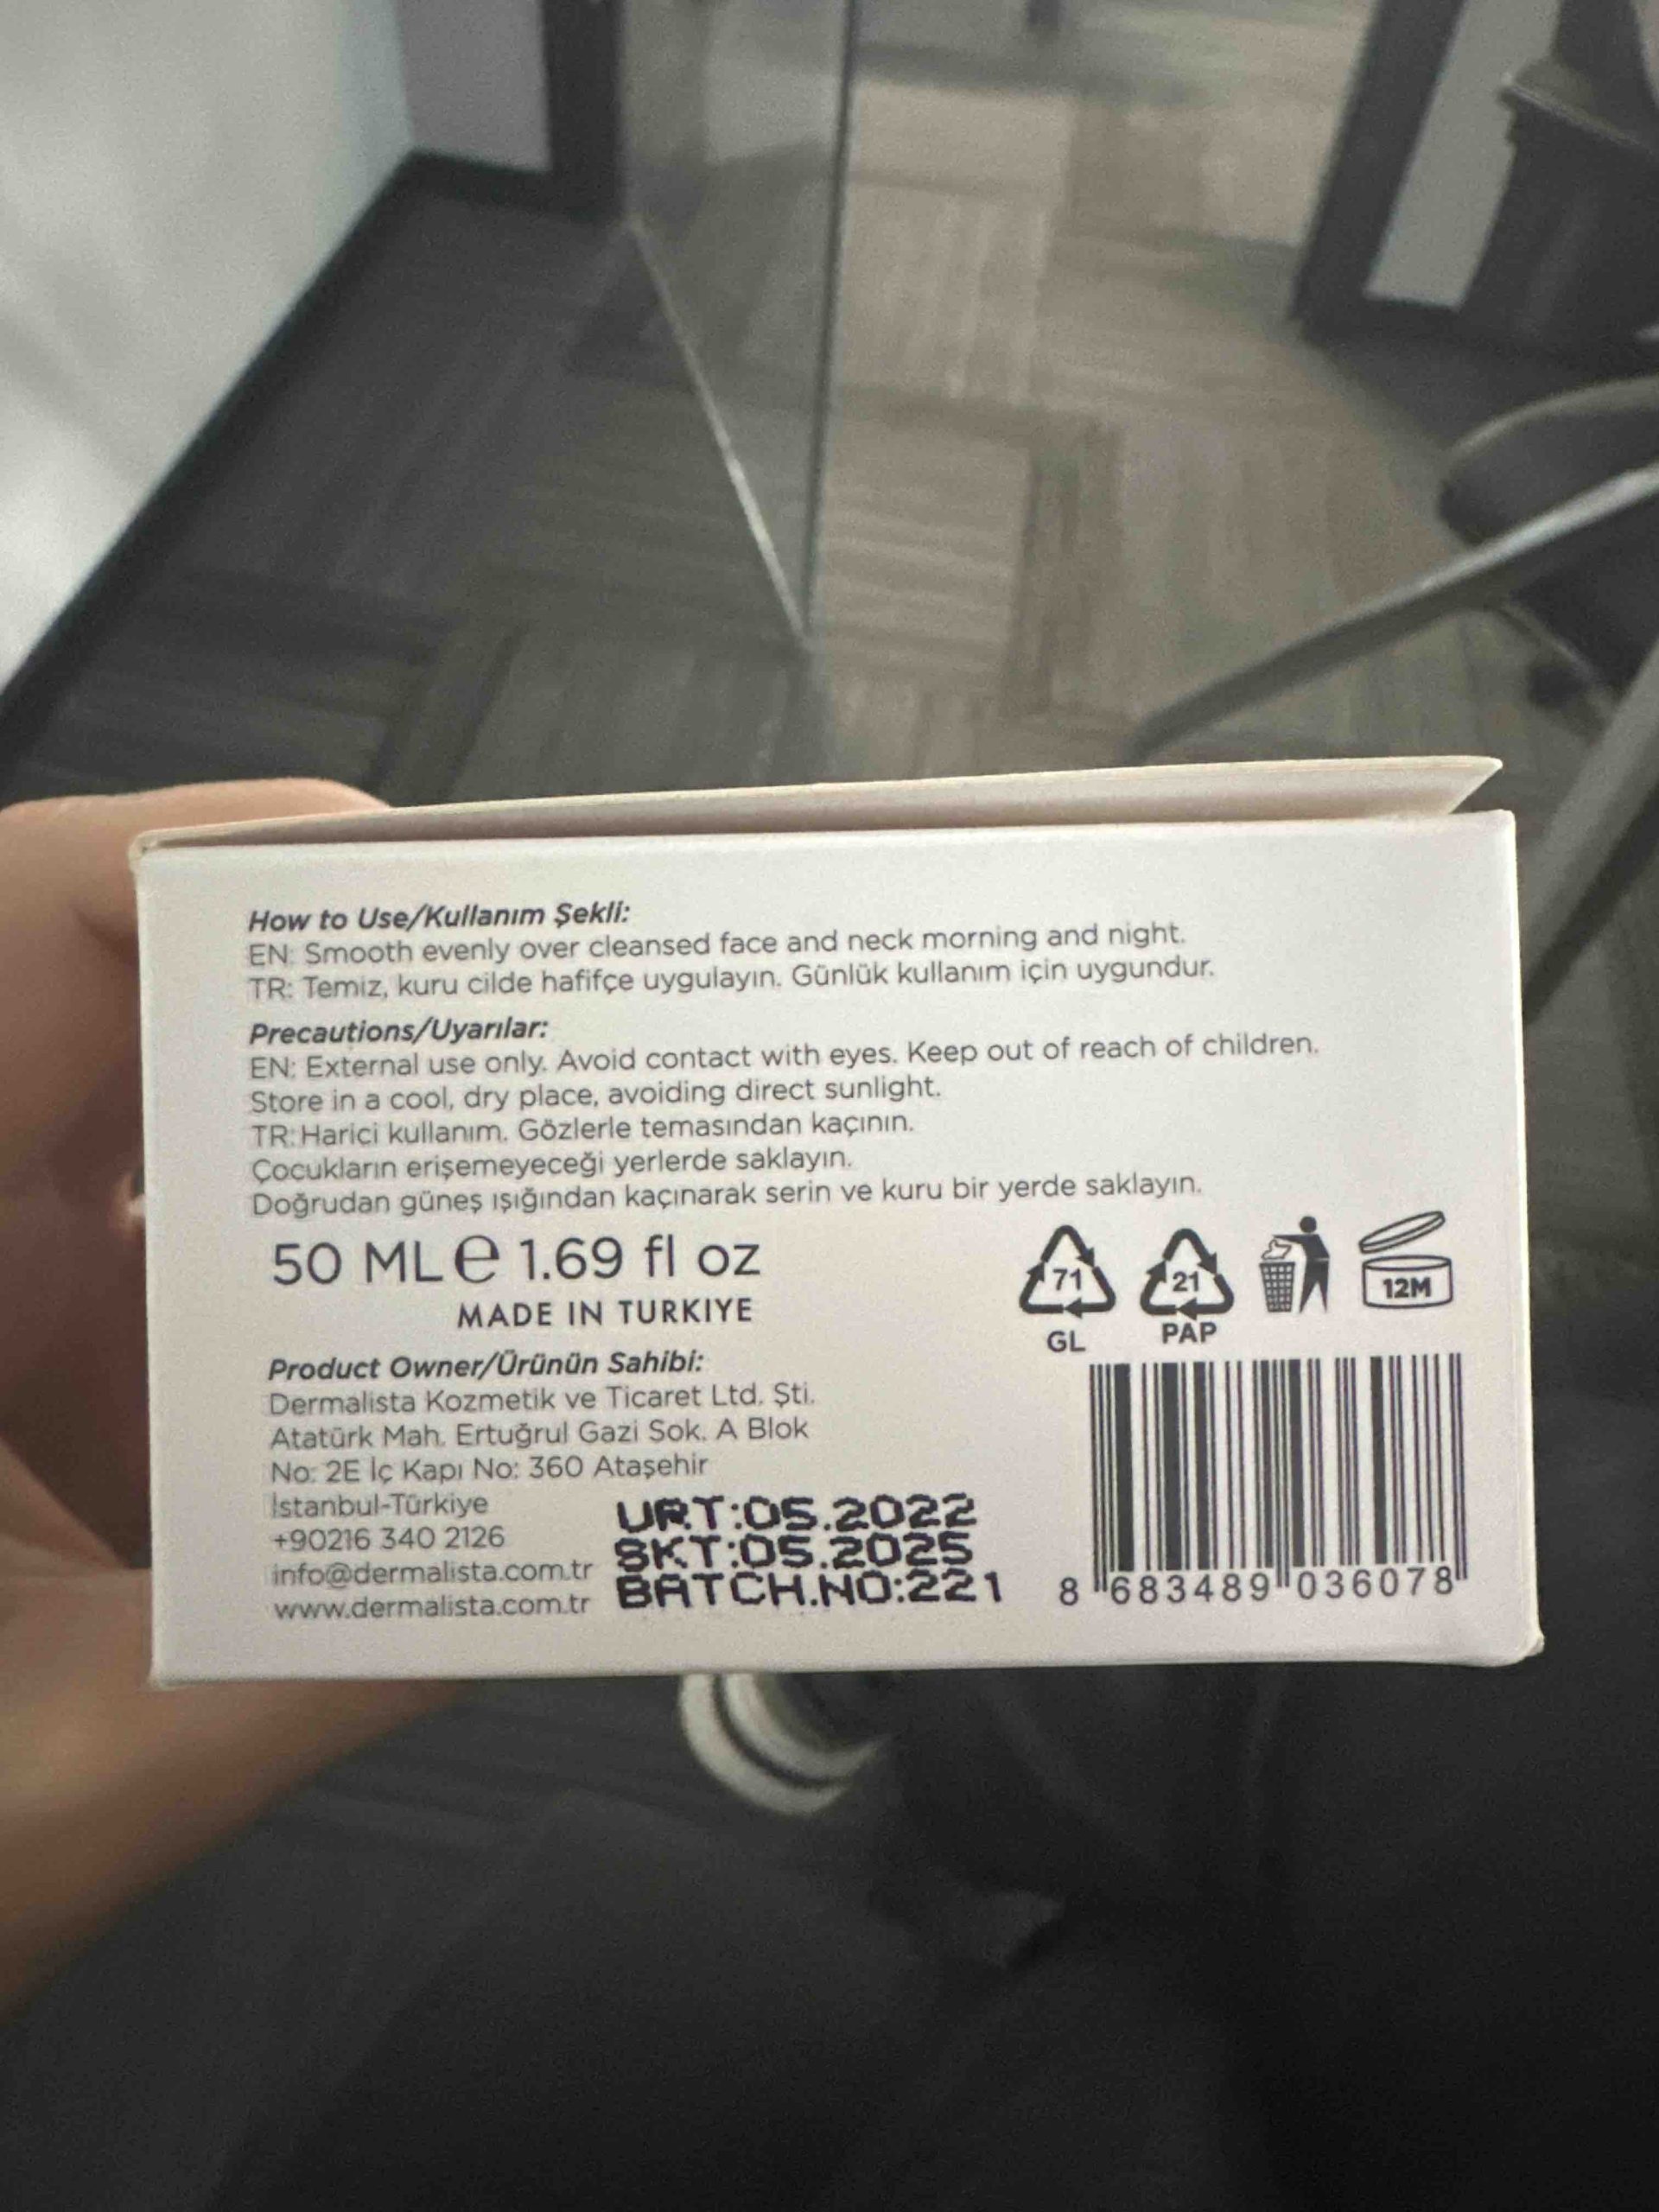 How to Use/Kullanım Şekli:
EN: Smooth evenly over cleansed face and neck morning and night.
TR: Temiz, kuru cilde hafifçe uygulayın. Günlük kullanım için uygundur.
Precautions/Uyarılar:
EN: External use only. Avoid contact with eyes. Keep out of reach of children.
Store in a cool, dry place, avoiding direct sunlight.
TR: Harici kullanım. Gözlerle temasından kaçının.
Çocukların erişemeyeceği yerlerde saklayın.
Doğrudan güneş ışığından kaçınarak serin ve kuru bir yerde saklayın.
50 ML e 1.69 fl oz
MADE IN TURKIYE
71
GL
21
PAP
12M
Product Owner/Ürünün Sahibi:
Dermalista Kozmetik ve Ticaret Ltd. Şti.
Atatürk Mah. Ertuğrul Gazi Sok. A Blok
No: 2E İç Kapı No: 360 Ataşehir
İstanbul-Türkiye
+90216 340 2126
info@dermalista.com.tr
www.dermalista.com.tr
URT:05.2022
SKT:05.2025
BATCH.NO:221
8 683489 036078